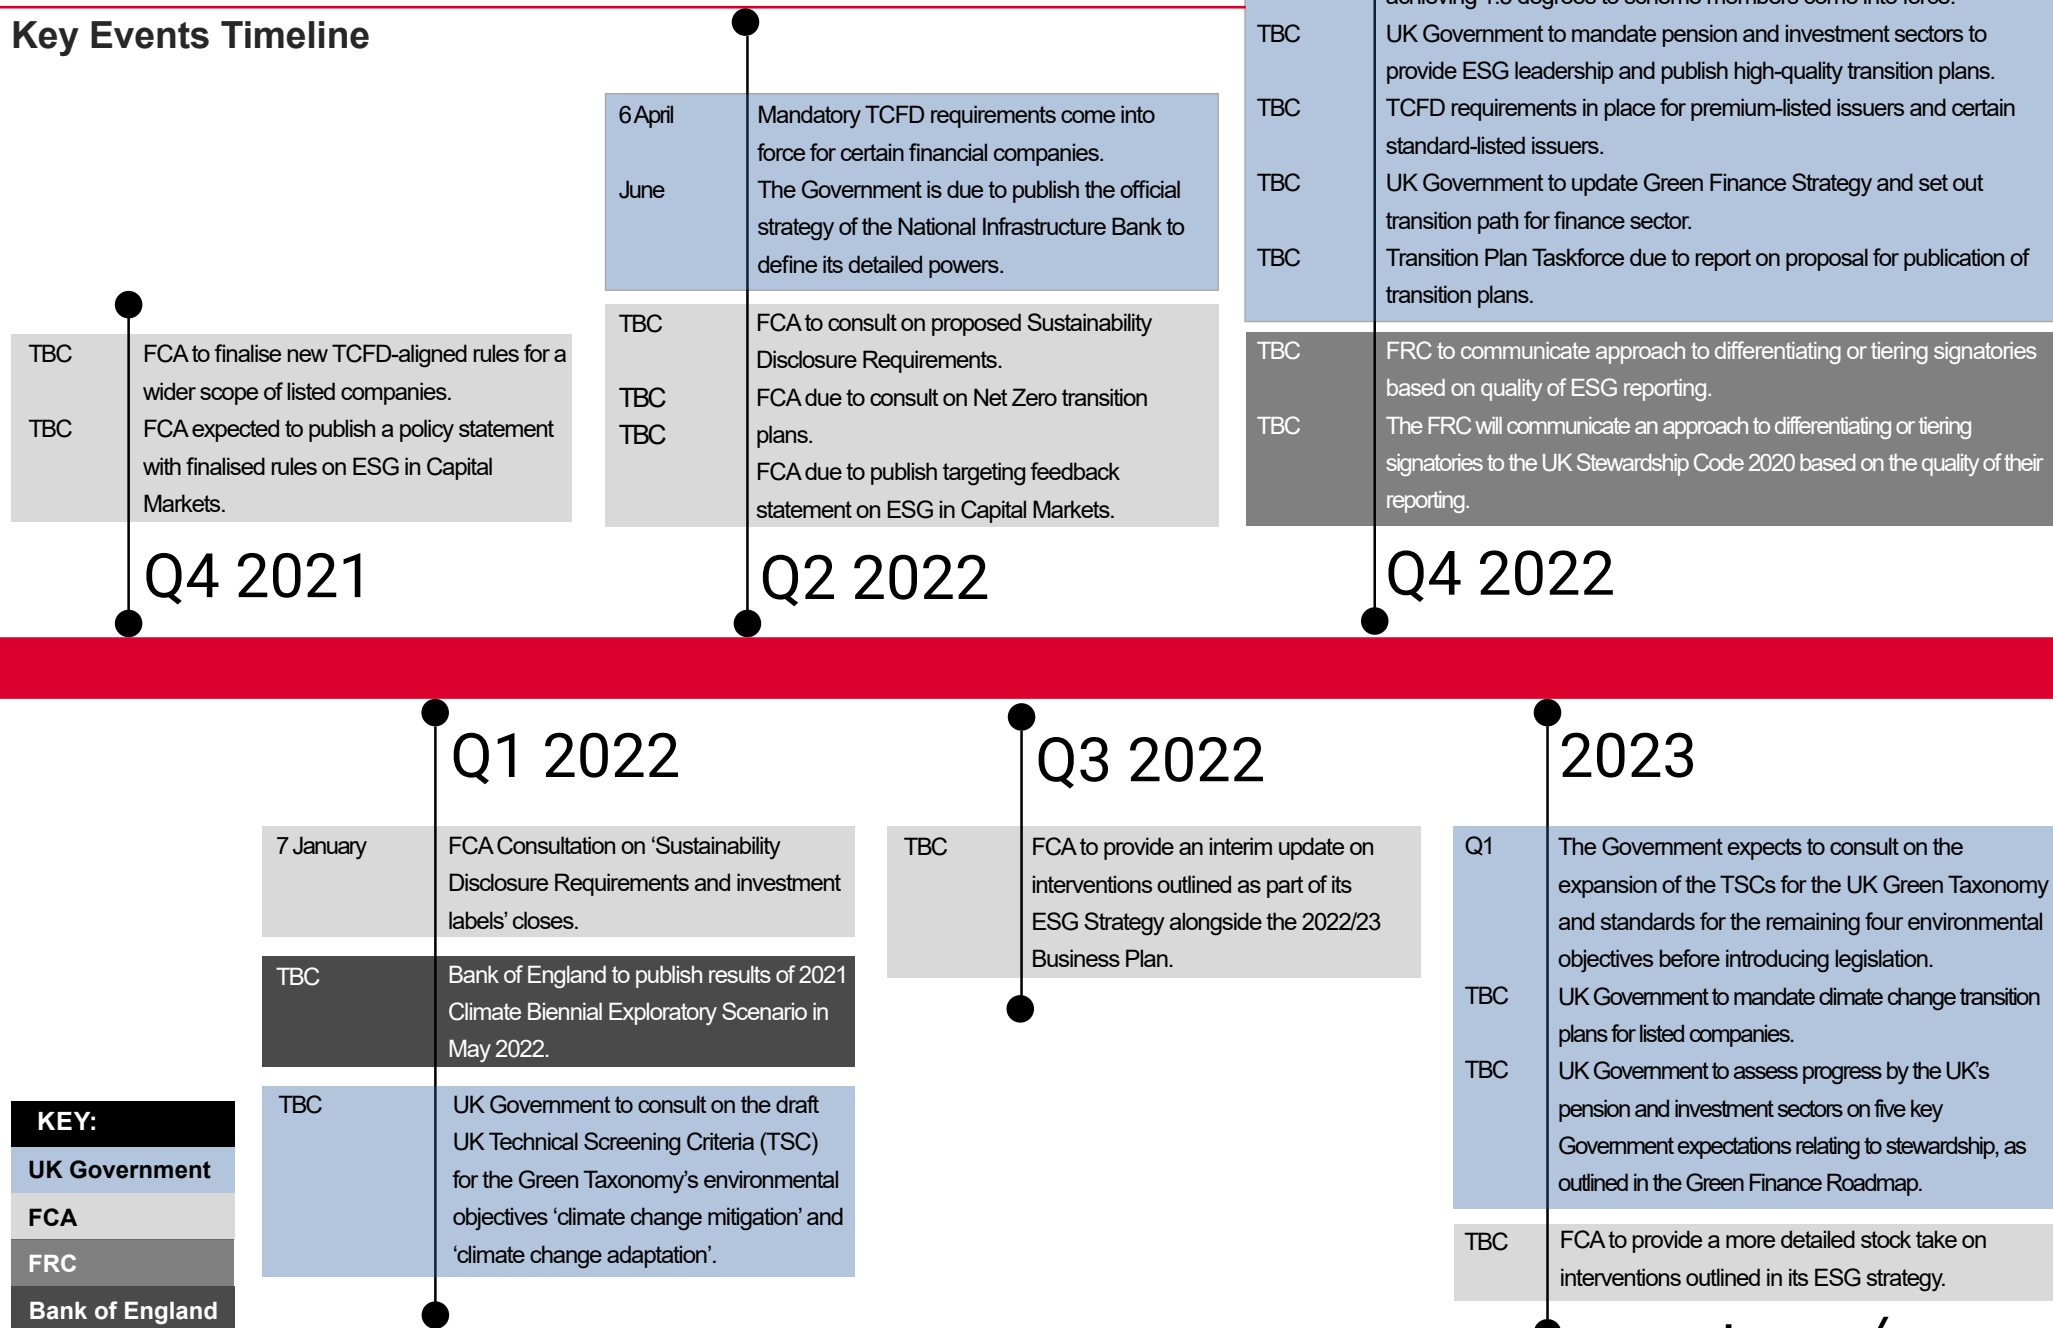 Key Events Timeline
TBC FCA to finalise new TCFD-aligned rules for a
wider scope of listed companies.
TBC FCA expected to publish a policy statement
with finalised rules on ESG in Capital
Markets.
Q4 2021
6 April Mandatory TCFD requirements come into
force for certain financial companies.
June The Government is due to publish the official
strategy of the National Infrastructure Bank to
define its detailed powers.
TBC FCA to consult on proposed Sustainability
Disclosure Requirements.
TBC FCA due to consult on Net Zero transition
TBC plans.
FCA due to publish targeting feedback
statement on ESG in Capital Markets.
Q2 2022
achieving 1.5 degrees to scheme members come into force.
TBC UK Government to mandate pension and investment sectors to
provide ESG leadership and publish high-quality transition plans.
TBC TCFD requirements in place for premium-listed issuers and certain
standard-listed issuers.
TBC UK Government to update Green Finance Strategy and set out
transition path for finance sector.
TBC Transition Plan Taskforce due to report on proposal for publication of
transition plans.
TBC FRC to communicate approach to differentiating or tiering signatories
based on quality of ESG reporting.
TBC The FRC will communicate an approach to differentiating or tiering
signatories to the UK Stewardship Code 2020 based on the quality of their
reporting.
Q4 2022
Q1 2022
7 January FCA Consultation on ‘Sustainability
Disclosure Requirements and investment
labels’ closes.
TBC Bank of England to publish results of 2021
Climate Biennial Exploratory Scenario in
May 2022.
TBC UK Government to consult on the draft
UK Technical Screening Criteria (TSC)
for the Green Taxonomy’s environmental
objectives ‘climate change mitigation’ and
‘climate change adaptation’.
Q3 2022
TBC FCA to provide an interim update on
interventions outlined as part of its
ESG Strategy alongside the 2022/23
Business Plan.
2023
Q1 The Government expects to consult on the
expansion of the TSCs for the UK Green Taxonomy
and standards for the remaining four environmental
objectives before introducing legislation.
TBC UK Government to mandate climate change transition
plans for listed companies.
TBC UK Government to assess progress by the UK’s
pension and investment sectors on five key
Government expectations relating to stewardship, as
outlined in the Green Finance Roadmap.
TBC FCA to provide a more detailed stock take on
interventions outlined in its ESG strategy.
KEY:
UK Government
FCA
FRC
Bank of England